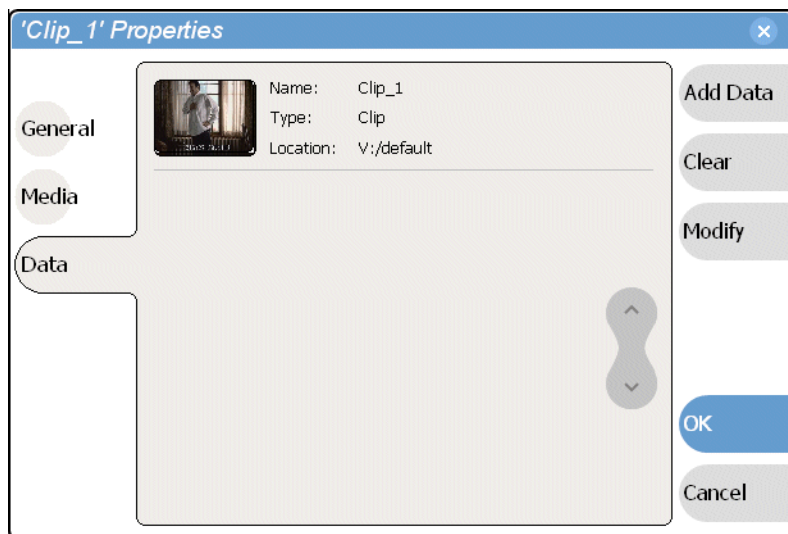 'Clip_1' Properties
General
Media
Data
Name: Clip_1
Type: Clip
Location: V:/default
Add Data
Clear
Modify
OK
Cancel